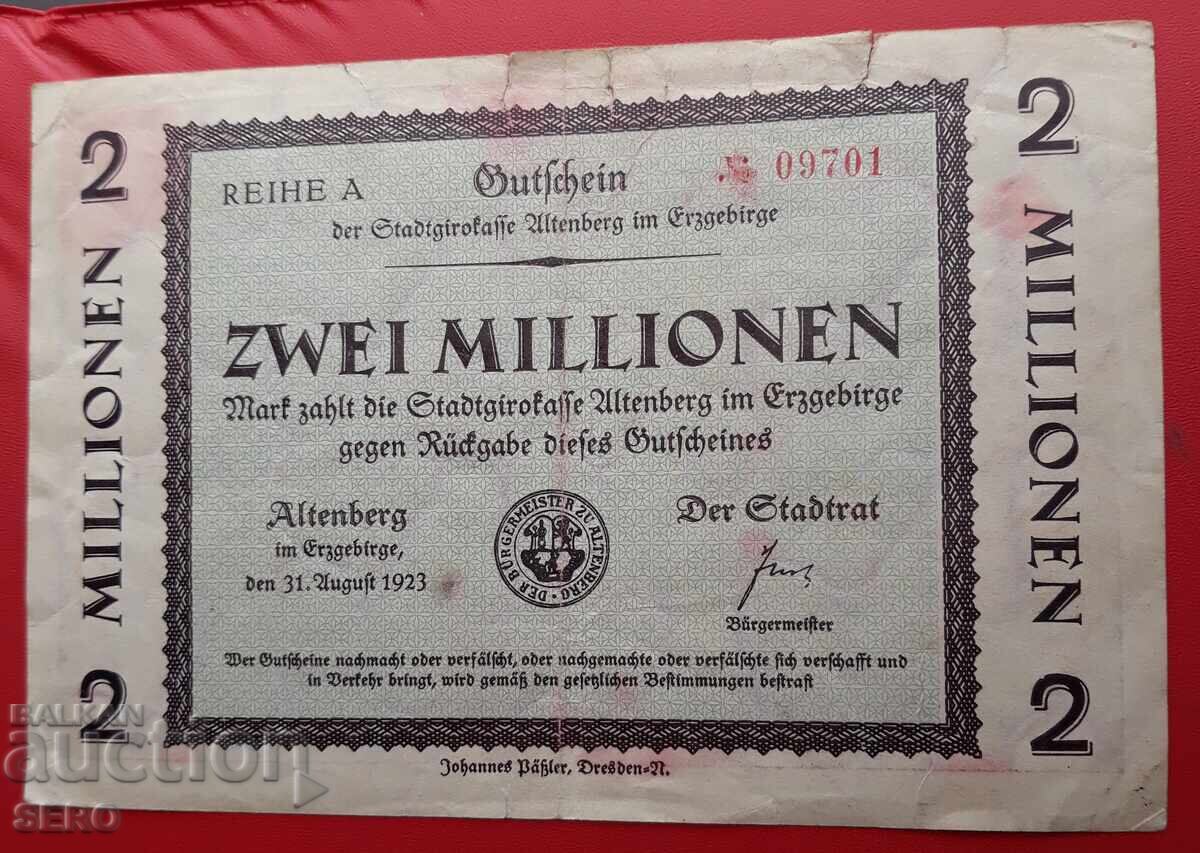 REIHE A
Gutschein
№ 09701
der Stadtgirokasse Altenberg im Erzgebirge
ZWEI MILLIONEN
Mark zahlt die Stadtgirokasse Altenberg im Erzgebirge
gegen Rückgabe dieses Gutscheines
Altenberg
im Erzgebirge,
den 31. August 1923
DER BÜRGERMEISTER ZU ALTENBERG
Der Stadtrat
Bürgermeister
Wer Gutscheine nachmacht oder verfälscht, oder nachgemachte oder verfälschte sich verschafft und
in Verkehr bringt, wird gemäß den gesetzlichen Bestimmungen bestraft
Johannes Päßler, Dresden-N.
2 MILLIONEN 2
2 MILLIONEN 2
BALKAN
auction
SERO